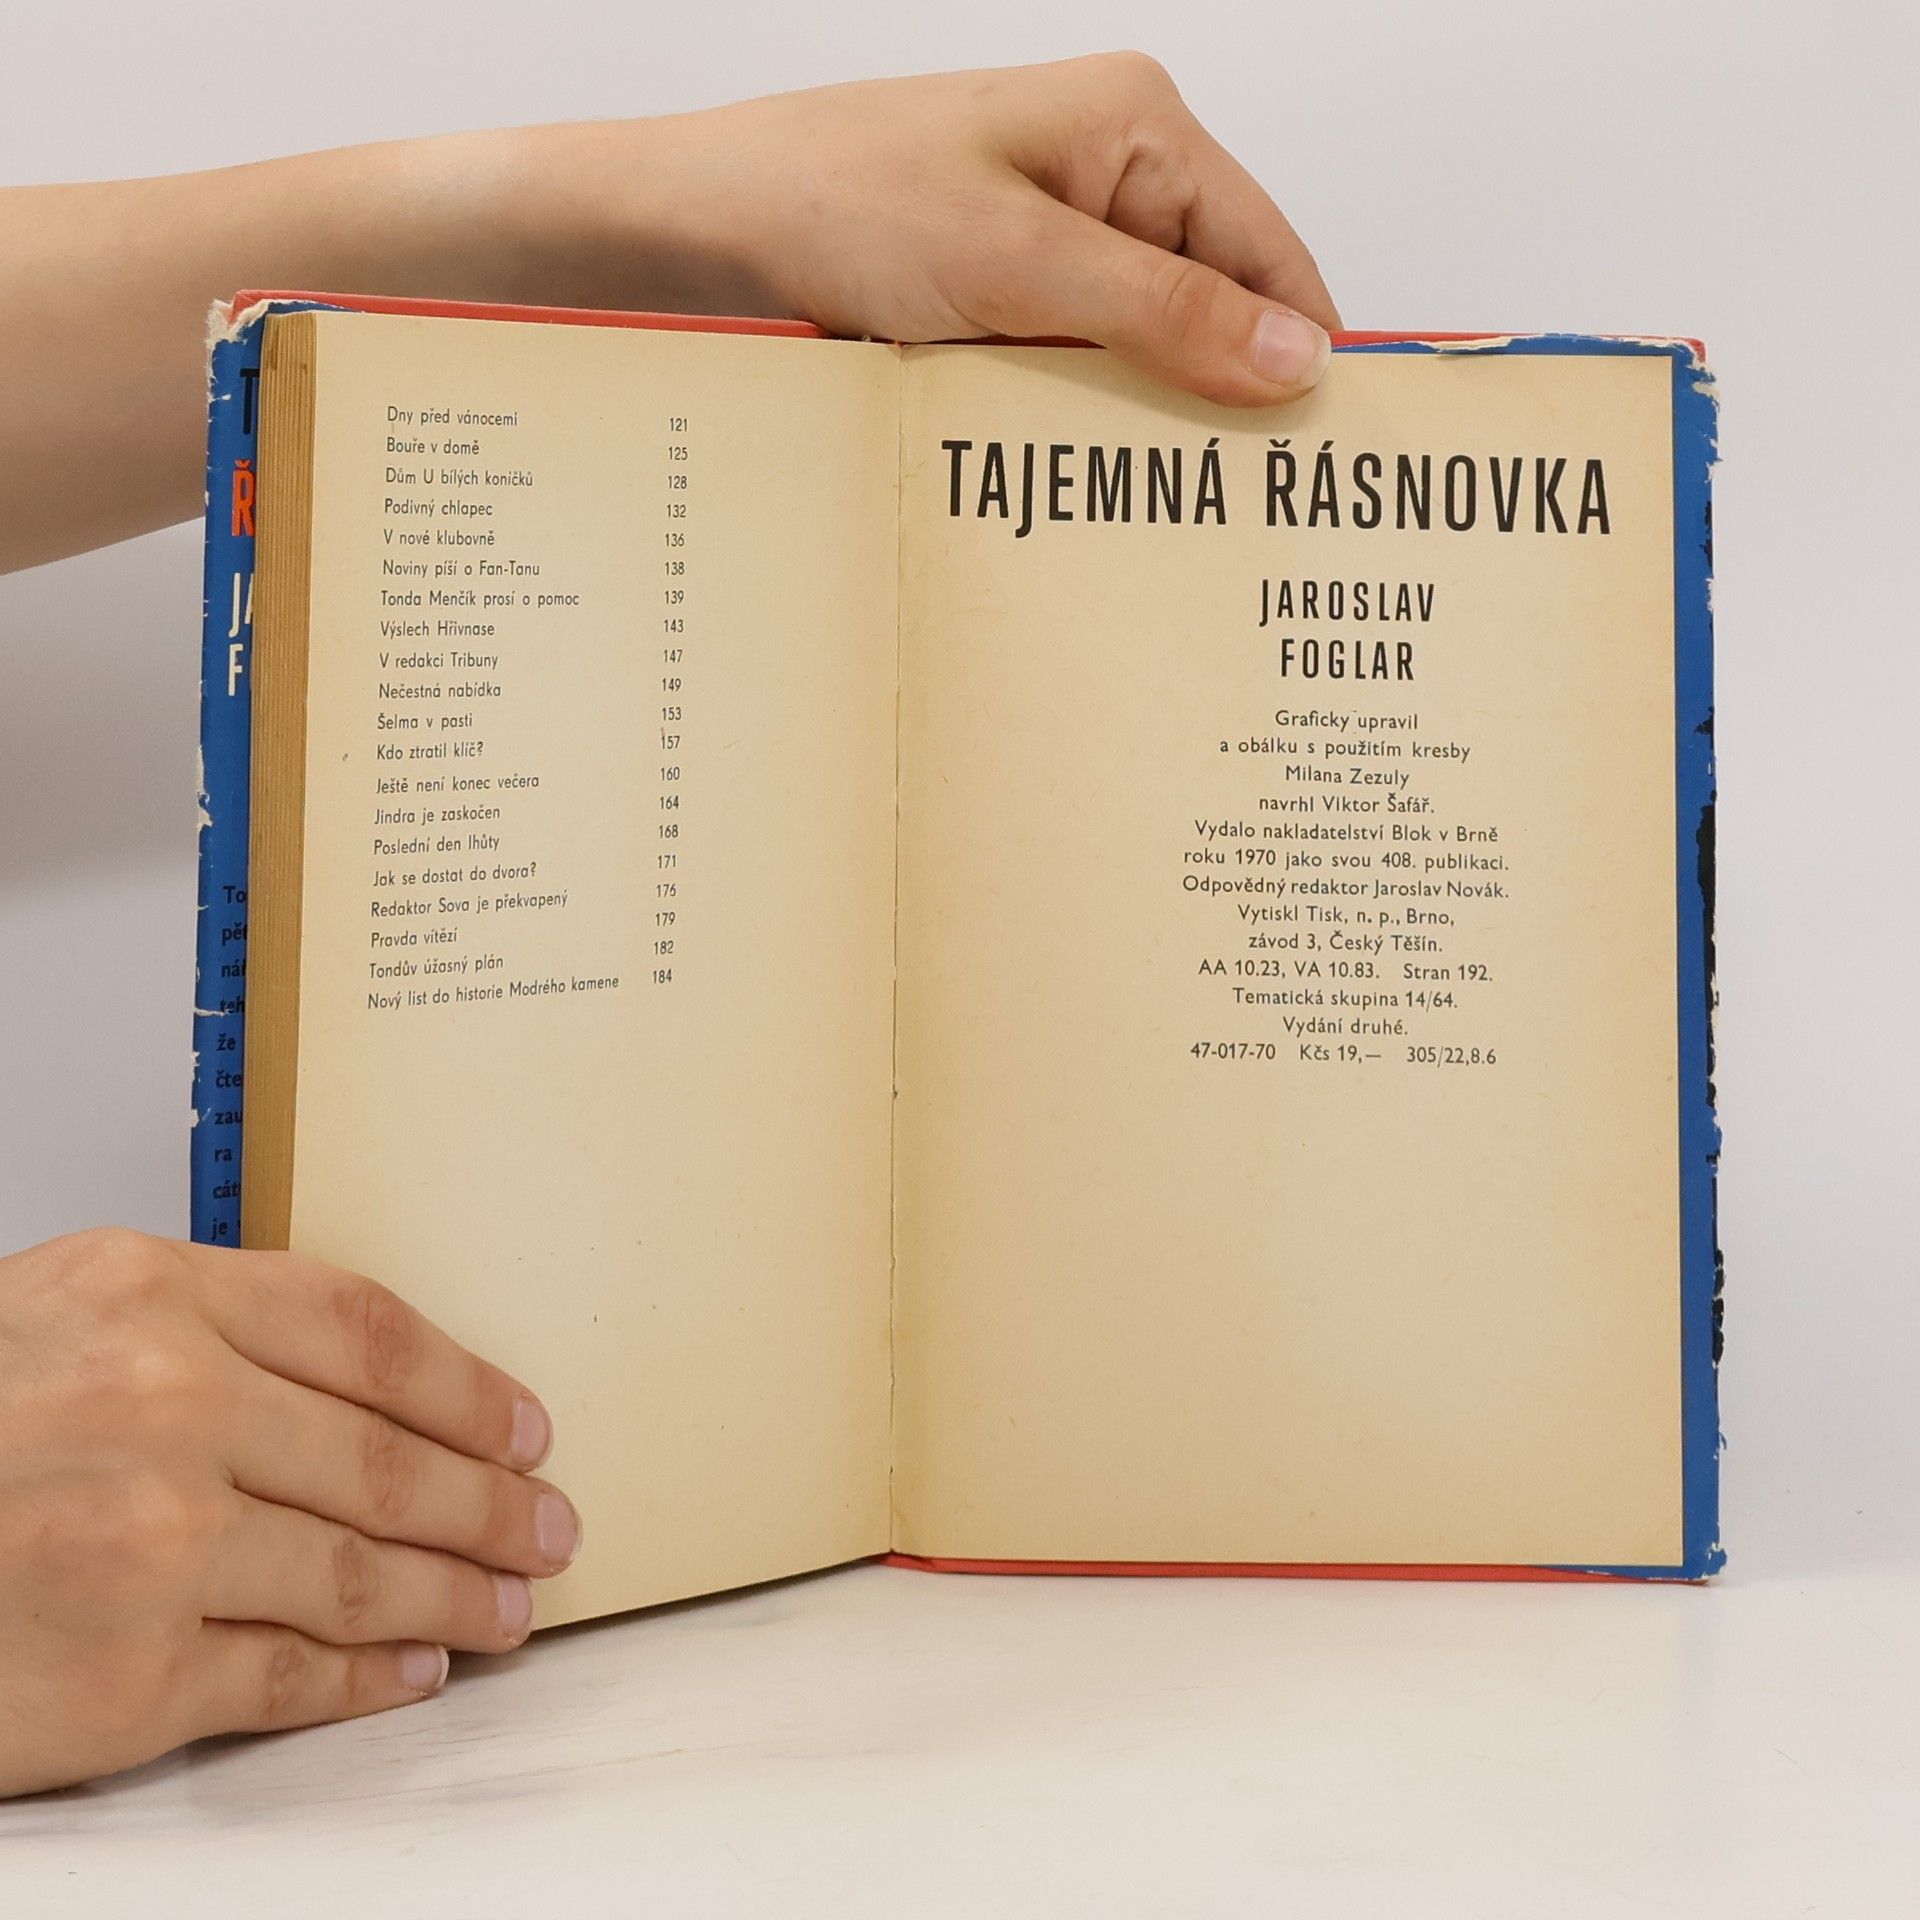 Dny před vánocemi 121
Bouře v domě 125
Dům U bílých koničků 128
Podivný chlapec 132
V nové klubovně 136
Noviny píší o Fan-Tanu 138
Tonda Menčík prosí o pomoc 139
Výslech Hřivnase 143
V redakci Tribuny 147
Nečestná nabídka 149
Šelma v pasti 153
Kdo ztratil klíč? 157
Ještě není konec večera 160
Jindra je zaskočen 164
Poslední den lhůty 168
Jak se dostat do dvora? 171
Redaktor Sova je překvapený 176
Pravda vítězí 179
Tondův úžasný plán 182
Nový list do historie Modrého kamene 184
TAJEMNÁ ŘÁSNOVKA
JAROSLAV
FOGLAR
Graficky upravil
a obálku s použitím kresby
Milana Zezuly
navrhl Viktor Šafář.
Vydalo nakladatelství Blok v Brně
roku 1970 jako svou 408. publikaci.
Odpovědný redaktor Jaroslav Novák.
Vytiskl Tisk, n. p., Brno,
závod 3, Český Těšín.
AA 10.23, VA 10.83. Stran 192.
Tematická skupina 14/64.
Vydání druhé.
47-017-70 Kčs 19,— 305/22,8.6